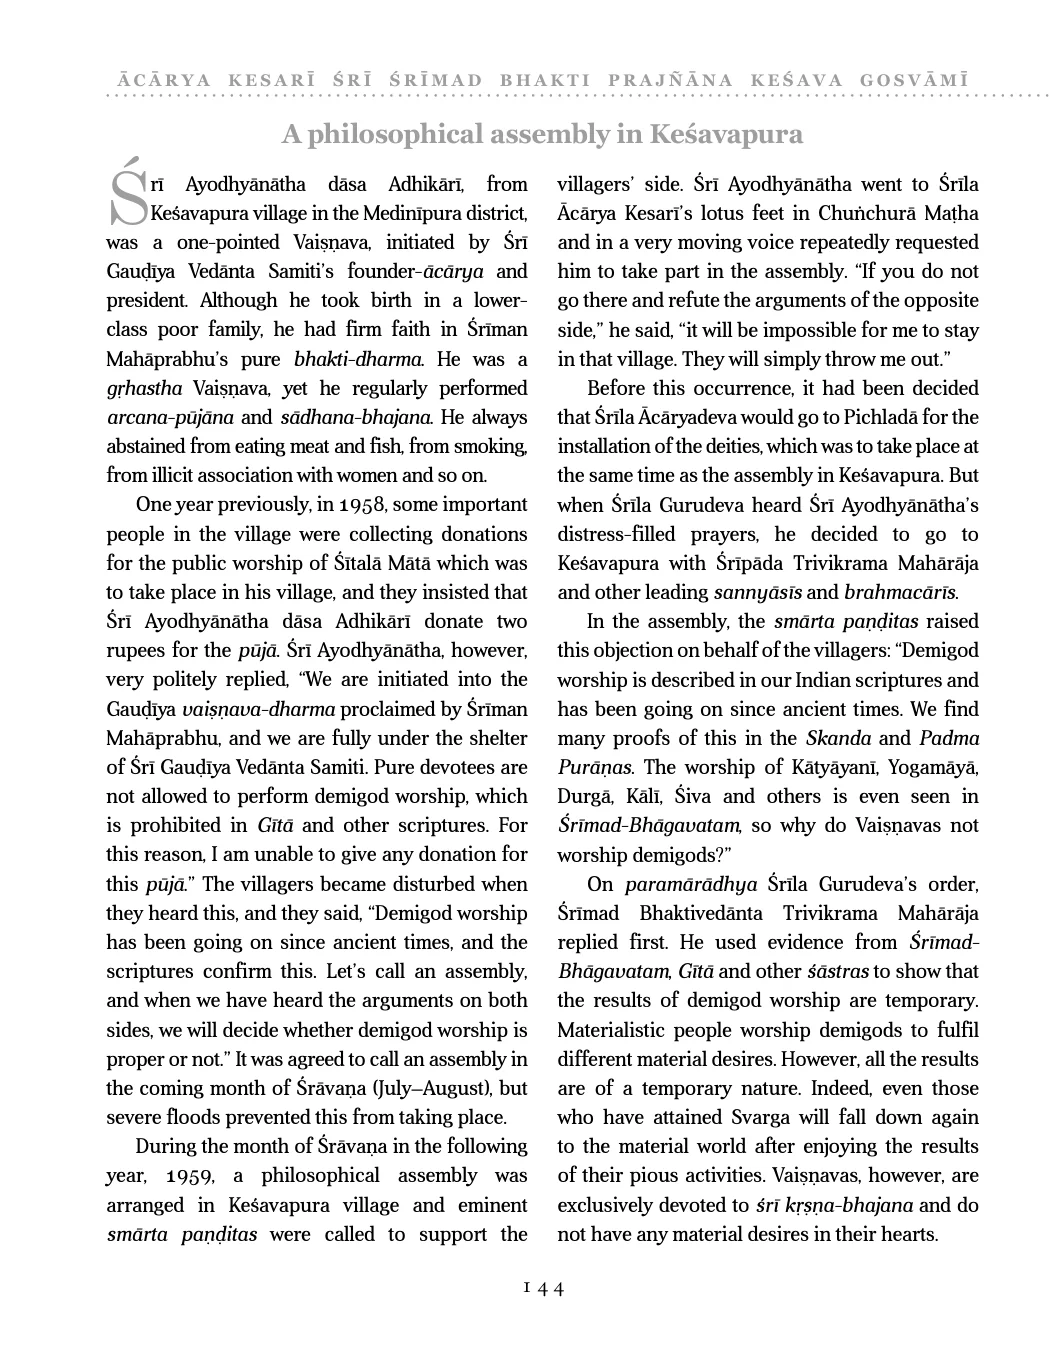 ĀCĀRYA KESARĪ ŚRĪ ŚRĪMAD BHAKTI PRAJÑĀNA KEŚAVA GOSVĀMĪ
A philosophical assembly in Keśavapura
Śrī Ayodhyānātha dāsa Adhikārī, from
Keśavapura village in the Medinīpura district,
was a one-pointed Vaiṣṇava, initiated by Śrī
Gauḍīya Vedānta Samiti’s founder-ācārya and
president. Although he took birth in a lower-
class poor family, he had firm faith in Śrīman
Mahāprabhu’s pure bhakti-dharma. He was a
gṛhastha Vaiṣṇava, yet he regularly performed
arcana-pūjāna and sādhana-bhajana. He always
abstained from eating meat and fish, from smoking,
from illicit association with women and so on.
One year previously, in 1958, some important
people in the village were collecting donations
for the public worship of Śītalā Mātā which was
to take place in his village, and they insisted that
Śrī Ayodhyānātha dāsa Adhikārī donate two
rupees for the pūjā. Śrī Ayodhyānātha, however,
very politely replied, “We are initiated into the
Gauḍīya vaiṣṇava-dharma proclaimed by Śrīman
Mahāprabhu, and we are fully under the shelter
of Śrī Gauḍīya Vedānta Samiti. Pure devotees are
not allowed to perform demigod worship, which
is prohibited in Gītā and other scriptures. For
this reason, I am unable to give any donation for
this pūjā.” The villagers became disturbed when
they heard this, and they said, “Demigod worship
has been going on since ancient times, and the
scriptures confirm this. Let’s call an assembly,
and when we have heard the arguments on both
sides, we will decide whether demigod worship is
proper or not.” It was agreed to call an assembly in
the coming month of Śrāvaṇa (July–August), but
severe floods prevented this from taking place.
During the month of Śrāvaṇa in the following
year, 1959, a philosophical assembly was
arranged in Keśavapura village and eminent
smārta paṇḍitas were called to support the
villagers’ side. Śrī Ayodhyānātha went to Śrīla
Ācārya Kesarī’s lotus feet in Chuṅchurā Maṭha
and in a very moving voice repeatedly requested
him to take part in the assembly. “If you do not
go there and refute the arguments of the opposite
side,” he said, “it will be impossible for me to stay
in that village. They will simply throw me out.”
Before this occurrence, it had been decided
that Śrīla Ācāryadeva would go to Pichladā for the
installation of the deities, which was to take place at
the same time as the assembly in Keśavapura. But
when Śrīla Gurudeva heard Śrī Ayodhyānātha’s
distress-filled prayers, he decided to go to
Keśavapura with Śrīpāda Trivikrama Mahārāja
and other leading sannyāsīs and brahmacārīs.
In the assembly, the smārta paṇḍitas raised
this objection on behalf of the villagers: “Demigod
worship is described in our Indian scriptures and
has been going on since ancient times. We find
many proofs of this in the Skanda and Padma
Purāṇas. The worship of Kātyāyanī, Yogamāyā,
Durgā, Kālī, Śiva and others is even seen in
Śrīmad-Bhāgavatam, so why do Vaiṣṇavas not
worship demigods?”
On paramārādhya Śrīla Gurudeva’s order,
Śrīmad Bhaktivedānta Trivikrama Mahārāja
replied first. He used evidence from Śrīmad-
Bhāgavatam, Gītā and other śāstras to show that
the results of demigod worship are temporary.
Materialistic people worship demigods to fulfil
different material desires. However, all the results
are of a temporary nature. Indeed, even those
who have attained Svarga will fall down again
to the material world after enjoying the results
of their pious activities. Vaiṣṇavas, however, are
exclusively devoted to śrī kṛṣṇa-bhajana and do
not have any material desires in their hearts.
144